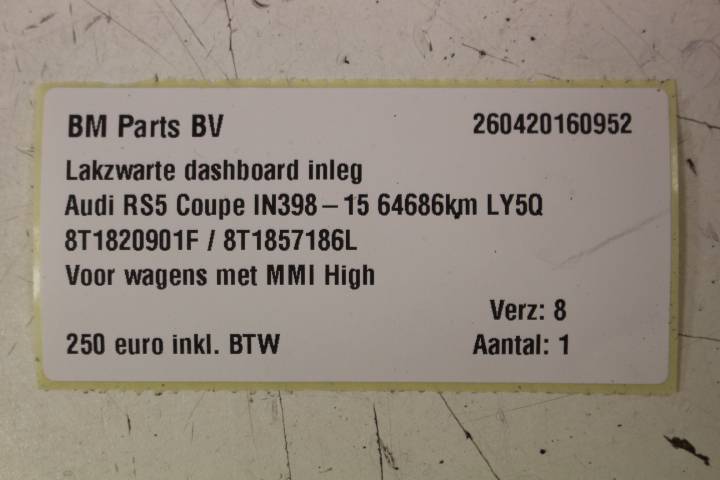 BM Parts BV 260420160952
Lakzwarte dashboard inleg
Audi RS5 Coupe IN398 – 15 64686km LY5Q
8T1820901F / 8T1857186L
Voor wagens met MMI High
Verz: 8
250 euro inkl. BTW Aantal: 1